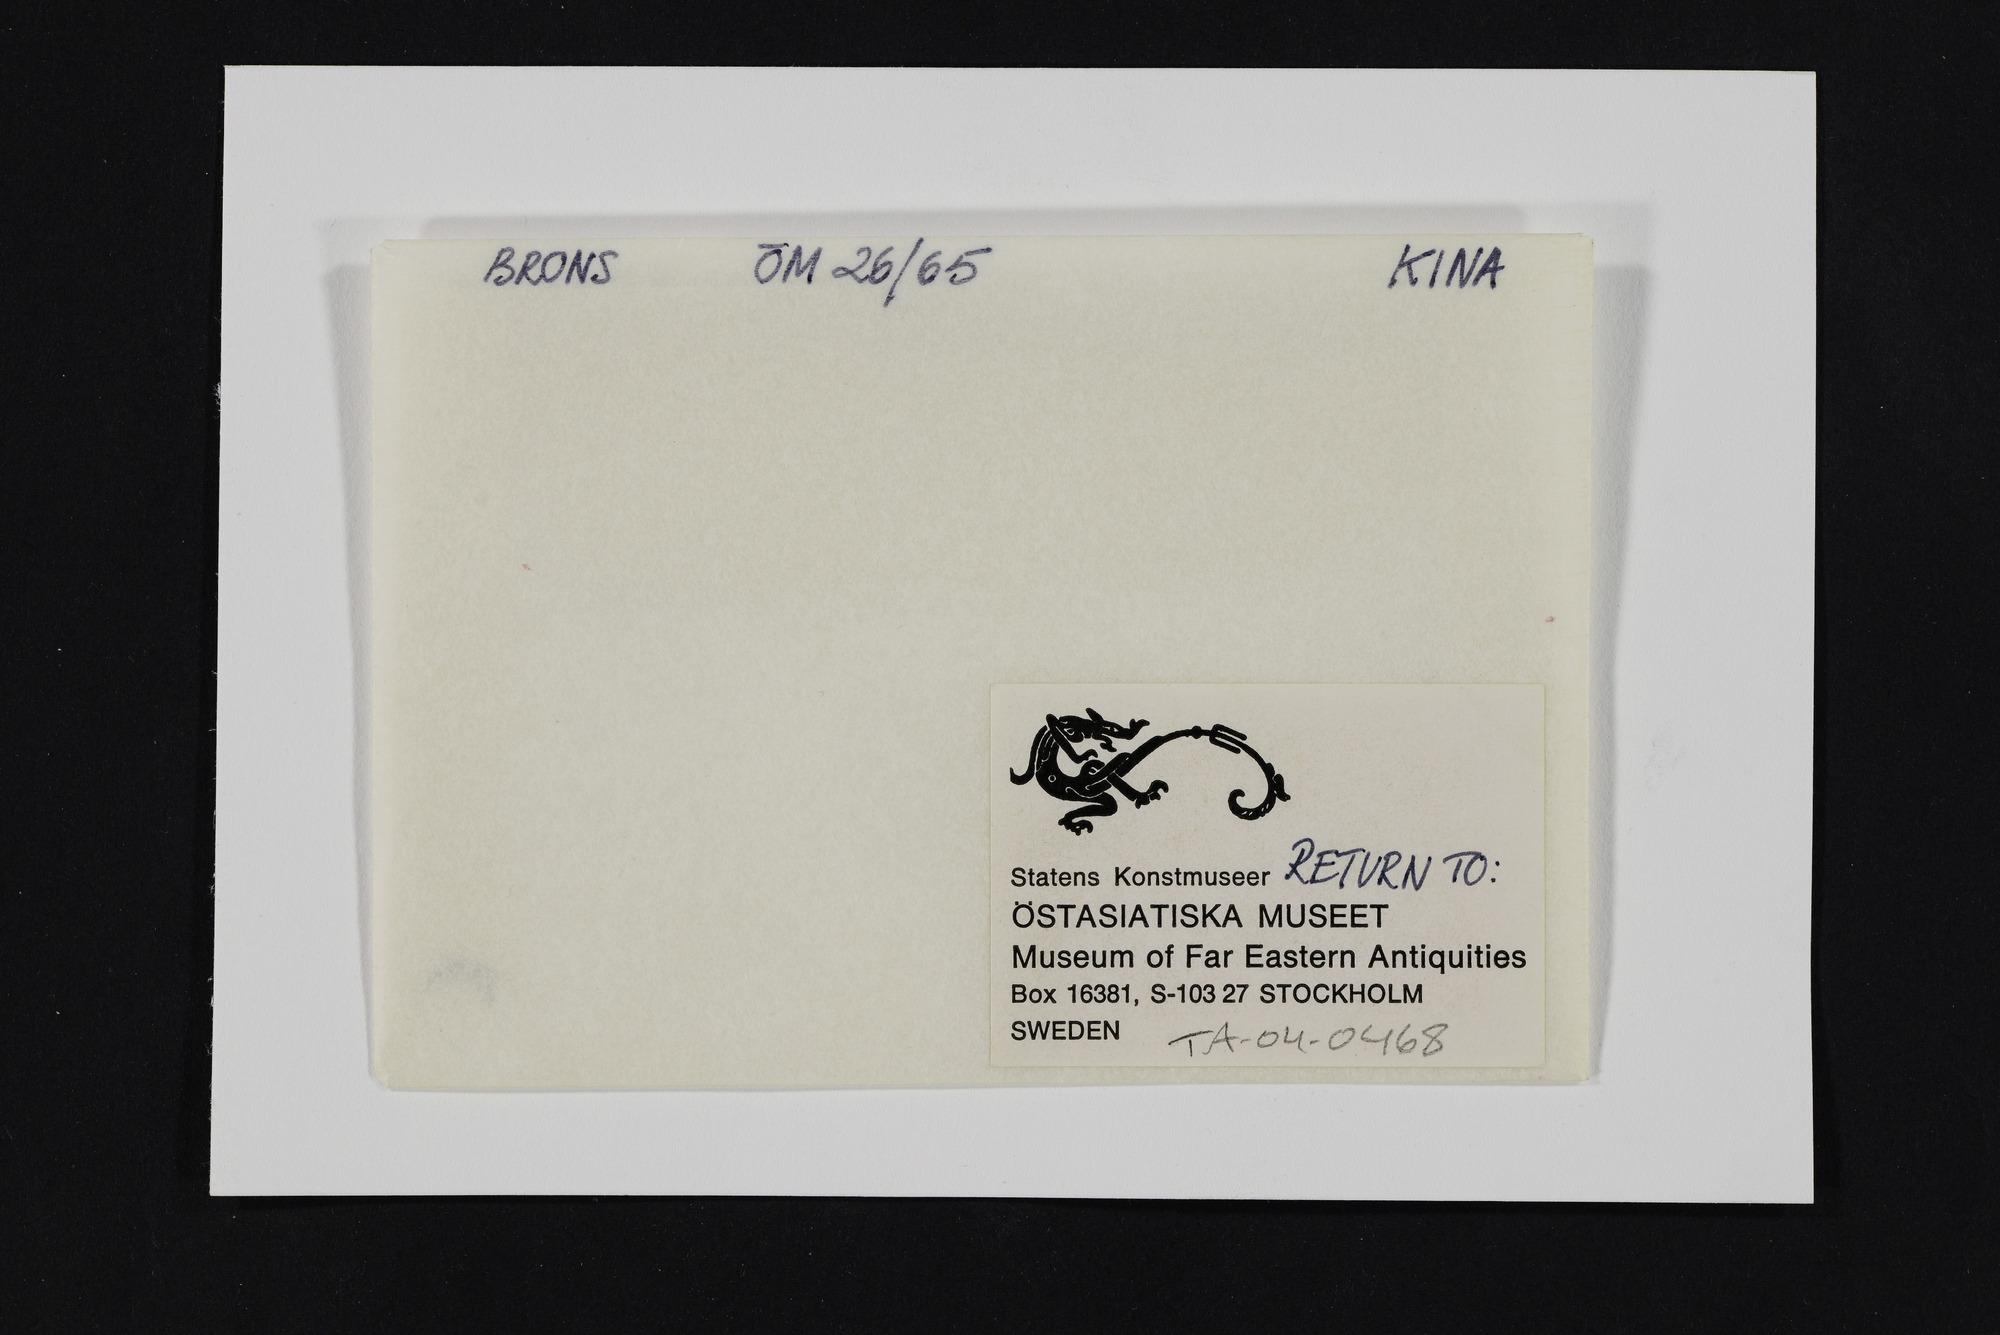 BRONS ÖM 26/65 KINA
Statens Konstmuseer RETURN TO:
ÖSTASIATISKA MUSEET
Museum of Far Eastern Antiquities
Box 16381, S-103 27 STOCKHOLM
SWEDEN TA-04-0468